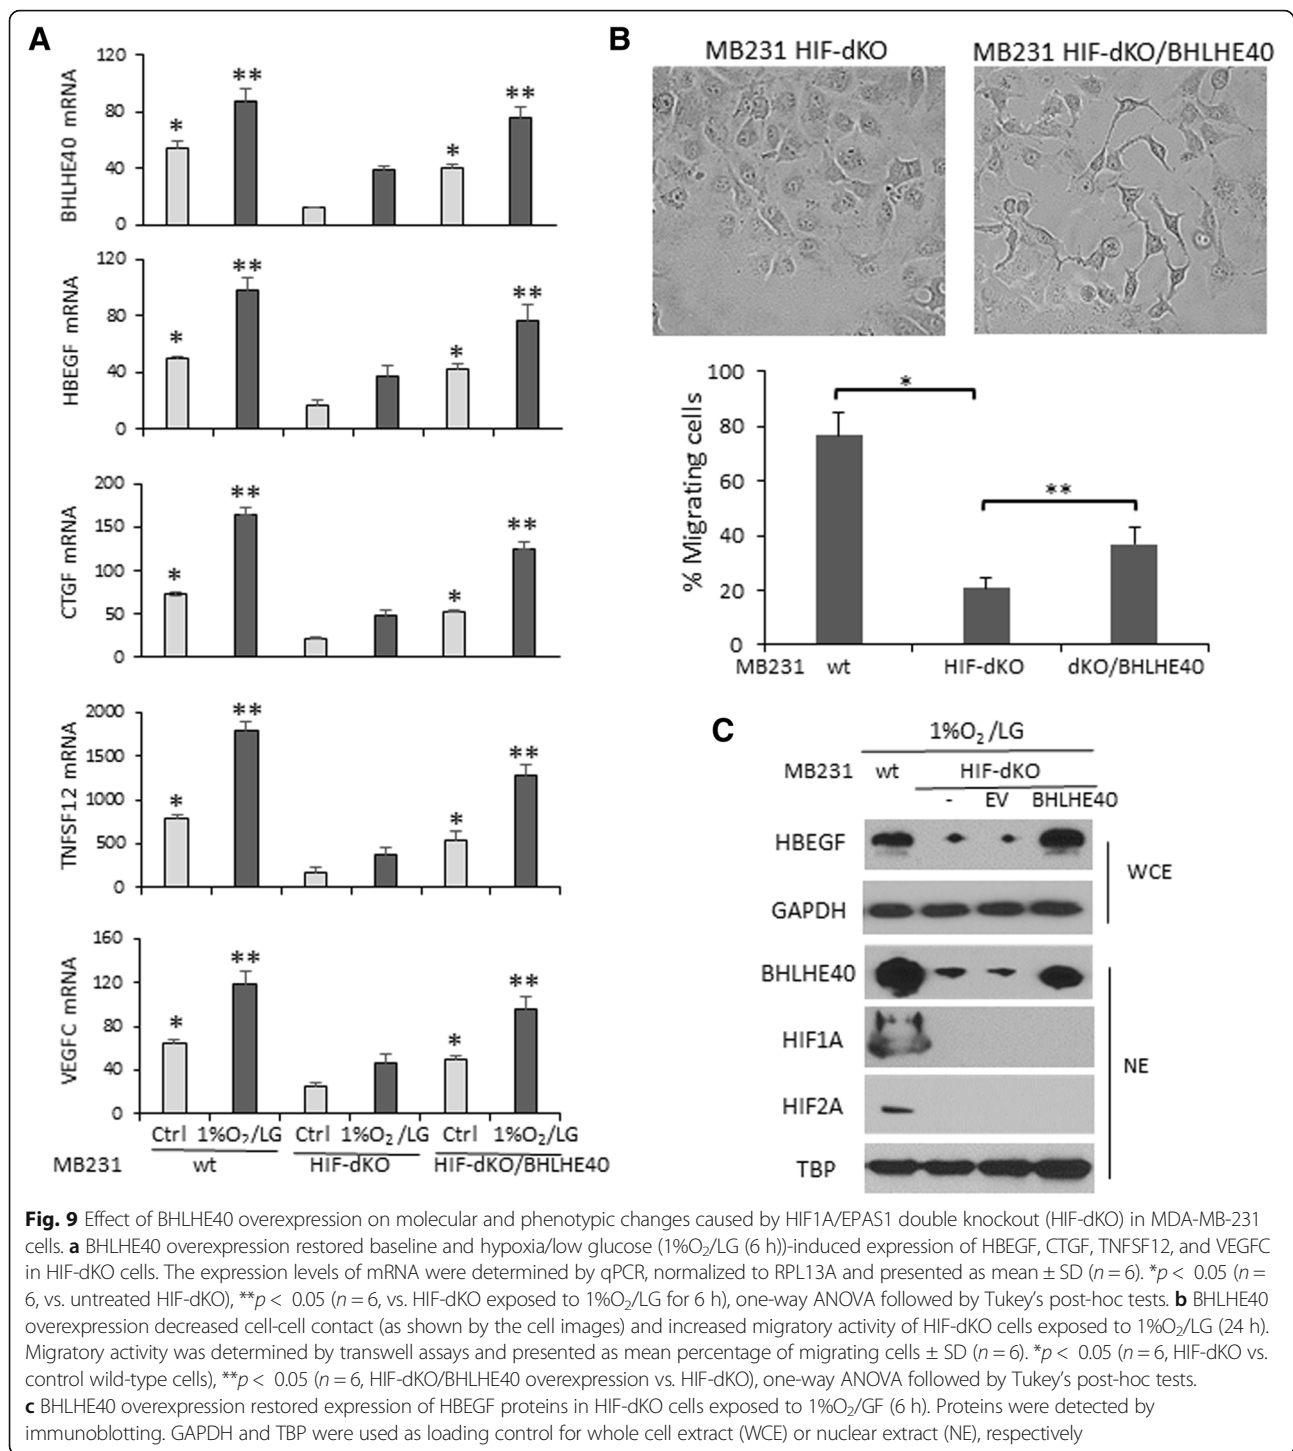 A
BHLHE40 mRNA
120
80
40
0
*
**
*
**
HBEGF mRNA
120
80
40
0
*
**
*
**
CTGF mRNA
200
150
100
50
0
*
**
*
**
TNFSF12 mRNA
2000
1500
1000
500
0
*
**
*
**
VEGFC mRNA
160
120
80
40
0
*
**
*
**
Ctrl 1%O₂/LG Ctrl 1%O₂/LG Ctrl 1%O₂/LG
MB231 wt HIF-dKO HIF-dKO/BHLHE40
B
MB231 HIF-dKO MB231 HIF-dKO/BHLHE40
% Migrating cells
100
80
60
40
20
0
*
**
MB231 wt HIF-dKO dKO/BHLHE40
C
1%O₂/LG
MB231 wt HIF-dKO
- EV BHLHE40
HBEGF
GAPDH
WCE
BHLHE40
HIF1A
HIF2A
TBP
NE
Fig. 9 Effect of BHLHE40 overexpression on molecular and phenotypic changes caused by HIF1A/EPAS1 double knockout (HIF-dKO) in MDA-MB-231
cells. a BHLHE40 overexpression restored baseline and hypoxia/low glucose (1%O₂/LG (6 h))-induced expression of HBEGF, CTGF, TNFSF12, and VEGFC
in HIF-dKO cells. The expression levels of mRNA were determined by qPCR, normalized to RPL13A and presented as mean ± SD (n = 6). *p < 0.05 (n =
6, vs. untreated HIF-dKO), **p < 0.05 (n = 6, vs. HIF-dKO exposed to 1%O₂/LG for 6 h), one-way ANOVA followed by Tukey's post-hoc tests. b BHLHE40
overexpression decreased cell-cell contact (as shown by the cell images) and increased migratory activity of HIF-dKO cells exposed to 1%O₂/LG (24 h).
Migratory activity was determined by transwell assays and presented as mean percentage of migrating cells ± SD (n = 6). *p < 0.05 (n = 6, HIF-dKO vs.
control wild-type cells), **p < 0.05 (n = 6, HIF-dKO/BHLHE40 overexpression vs. HIF-dKO), one-way ANOVA followed by Tukey's post-hoc tests.
c BHLHE40 overexpression restored expression of HBEGF proteins in HIF-dKO cells exposed to 1%O₂/GF (6 h). Proteins were detected by
immunoblotting. GAPDH and TBP were used as loading control for whole cell extract (WCE) or nuclear extract (NE), respectively